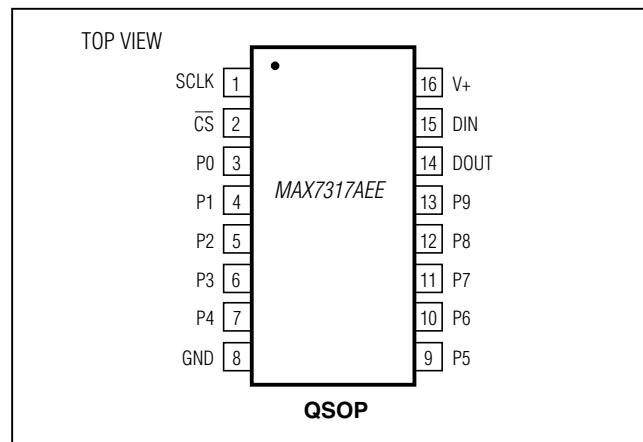 TOP VIEW
SCLK 1 16 V+
C̅S̅ 2 15 DIN
P0 3 14 DOUT
P1 4 MAX7317AEE 13 P9
P2 5 12 P8
P3 6 11 P7
P4 7 10 P6
GND 8 9 P5
QSOP